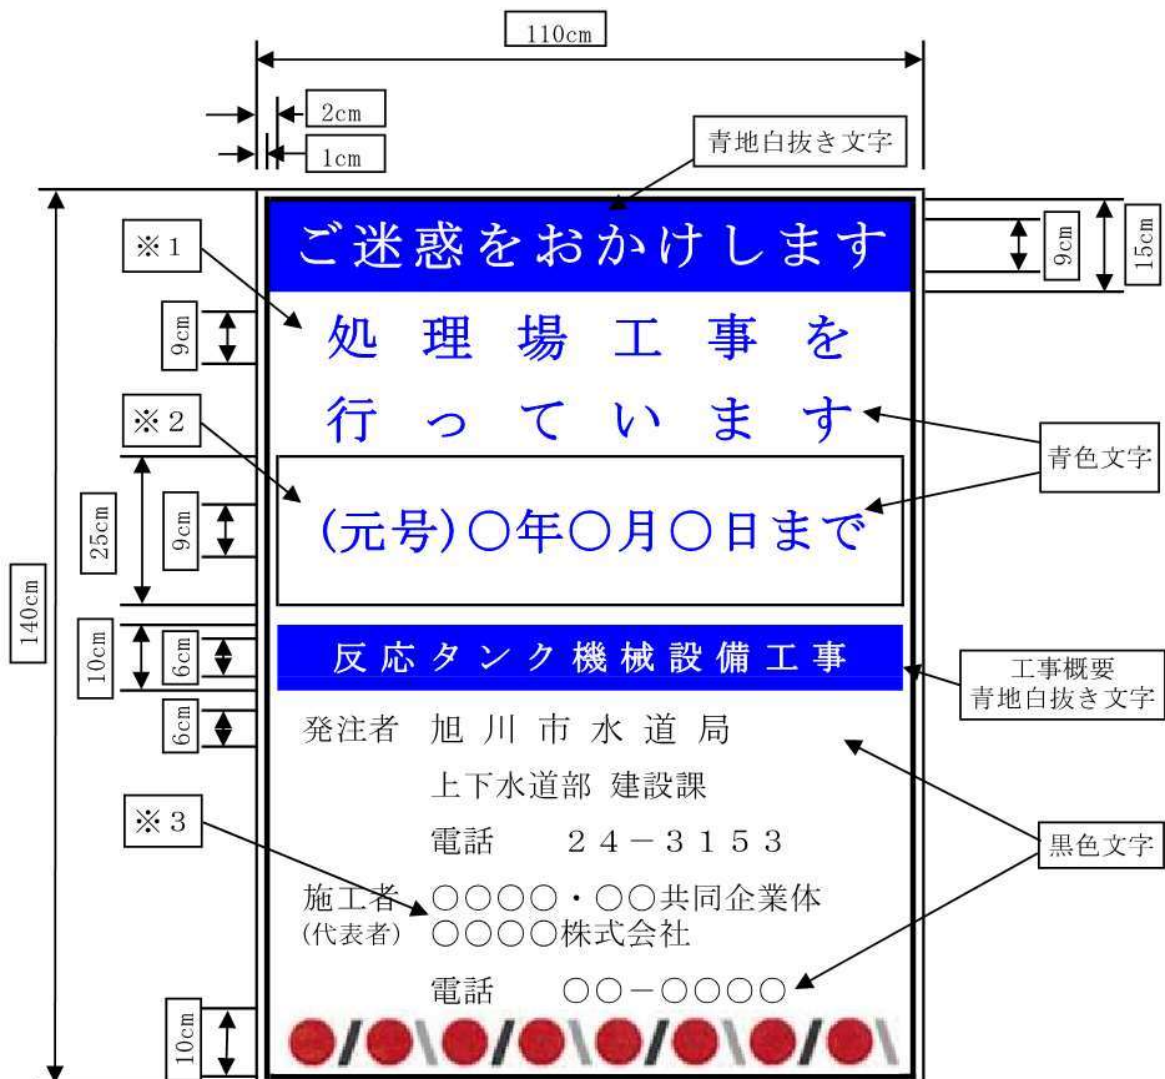 110cm
2cm
1cm
青地白抜き文字
ご迷惑をおかけします
9cm
15cm
※1
9cm
処理場工事を
行っています
※2
青色文字
25cm
9cm
(元号)○年○月○日まで
140cm
10cm
6cm
反応タンク機械設備工事
工事概要
青地白抜き文字
6cm
発注者 旭川市水道局
上下水道部 建設課
※3
電話 24-3153
黒色文字
施工者 ○○○○・○○共同企業体
(代表者) ○○○○株式会社
電話 ○○-○○○○
10cm